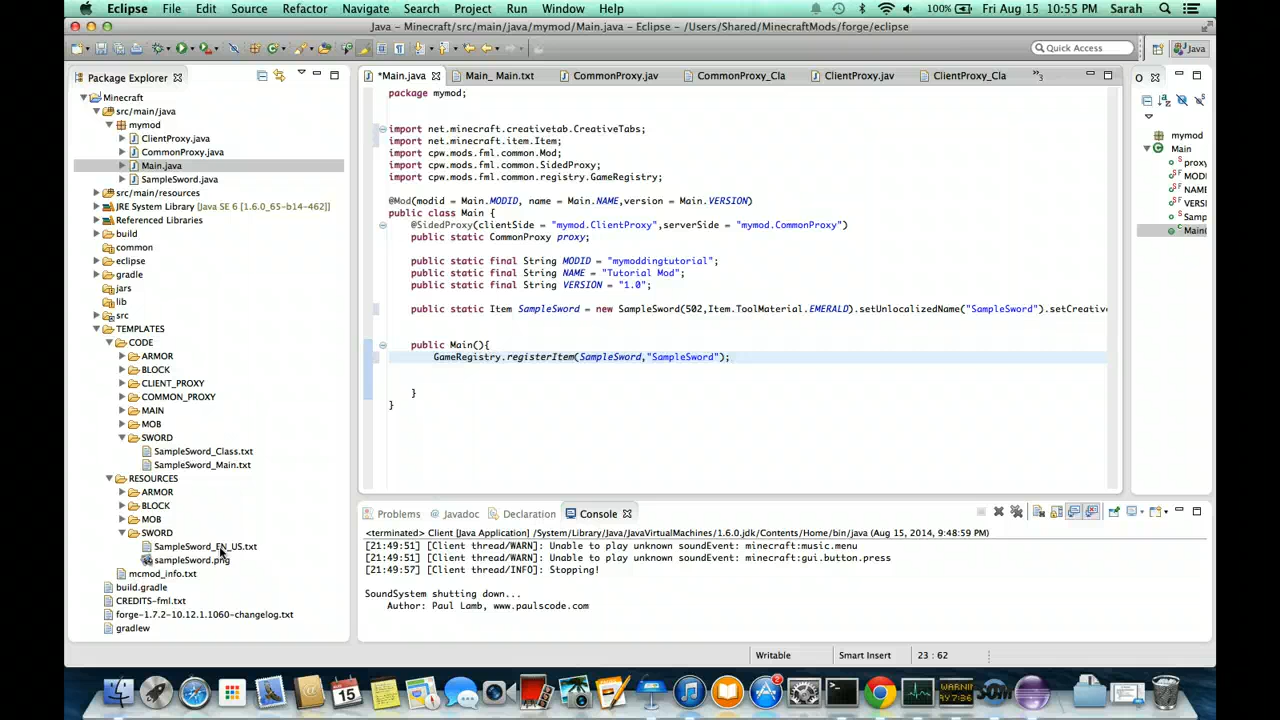 Eclipse File Edit Source Refactor Navigate Search Project Run Window Help 100% Fri Aug 15 10:55 PM Sarah
Java – Minecraft/src/main/java/mymod/Main.java – Eclipse – /Users/Shared/MinecraftMods/forge/eclipse
Quick Access Java
Package Explorer
Minecraft
src/main/java
mymod
ClientProxy.java
CommonProxy.java
Main.java
SampleSword.java
src/main/resources
JRE System Library [Java SE 6 [1.6.0_65-b14-462]]
Referenced Libraries
build
common
eclipse
gradle
jars
lib
src
TEMPLATES
CODE
ARMOR
BLOCK
CLIENT_PROXY
COMMON_PROXY
MAIN
MOB
SWORD
SampleSword_Class.txt
SampleSword_Main.txt
RESOURCES
ARMOR
BLOCK
MOB
SWORD
SampleSword_EN_US.txt
sampleSword.png
mcmod_info.txt
build.gradle
CREDITS-fml.txt
forge-1.7.2-10.12.1.1060-changelog.txt
gradlew
*Main.java Main_ Main.txt CommonProxy.jav CommonProxy_Cla ClientProxy.jav ClientProxy_Cla »3
package mymod;
import net.minecraft.creativetab.CreativeTabs;
import net.minecraft.item.Item;
import cpw.mods.fml.common.Mod;
import cpw.mods.fml.common.SidedProxy;
import cpw.mods.fml.common.registry.GameRegistry;
@Mod(modid = Main.MODID, name = Main.NAME,version = Main.VERSION)
public class Main {
@SidedProxy(clientSide = "mymod.ClientProxy",serverSide = "mymod.CommonProxy")
public static CommonProxy proxy;
public static final String MODID = "mymoddingtutorial";
public static final String NAME = "Tutorial Mod";
public static final String VERSION = "1.0";
public static Item SampleSword = new SampleSword(502,Item.ToolMaterial.EMERALD).setUnlocalizedName("SampleSword").setCreative
public Main(){
GameRegistry.registerItem(SampleSword,"SampleSword");
}
}
O
mymod
Main
proxy
MODI
NAME
VERSI
Samp
Main(
Problems Javadoc Declaration Console
<terminated> Client [Java Application] /System/Library/Java/JavaVirtualMachines/1.6.0.jdk/Contents/Home/bin/java (Aug 15, 2014, 9:48:59 PM)
[21:49:51] [Client thread/WARN]: Unable to play unknown soundEvent: minecraft:music.menu
[21:49:51] [Client thread/WARN]: Unable to play unknown soundEvent: minecraft:gui.button.press
[21:49:57] [Client thread/INFO]: Stopping!
SoundSystem shutting down...
Author: Paul Lamb, www.paulscode.com
Writable Smart Insert 23 : 62